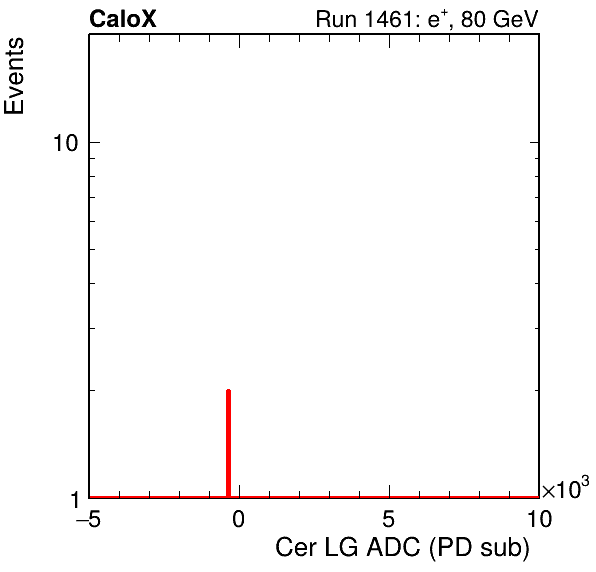 CaloX Run 1461: e⁺, 80 GeV
Events
10
1
−5 0 5 10
×10³
Cer LG ADC (PD sub)